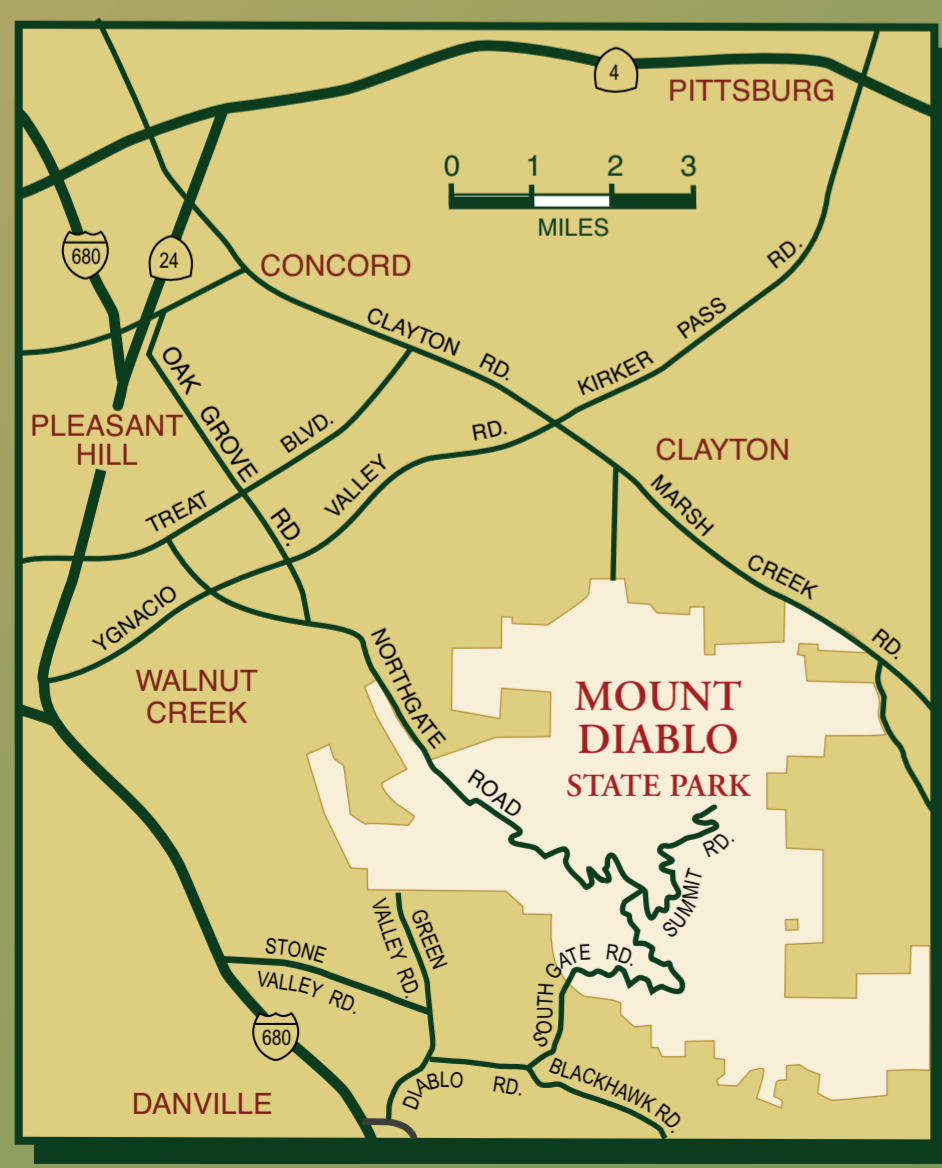 4
PITTSBURG
0 1 2 3
MILES
680
24
CONCORD
CLAYTON RD.
KIRKER PASS RD.
OAK GROVE RD.
PLEASANT
HILL
TREAT BLVD.
YGNACIO VALLEY RD.
CLAYTON
MARSH CREEK RD.
WALNUT
CREEK
NORTHGATE ROAD
MOUNT
DIABLO
STATE PARK
SUMMIT RD.
GREEN
VALLEY RD.
STONE
VALLEY RD.
SOUTH GATE RD.
680
DIABLO RD.
BLACKHAWK RD.
DANVILLE